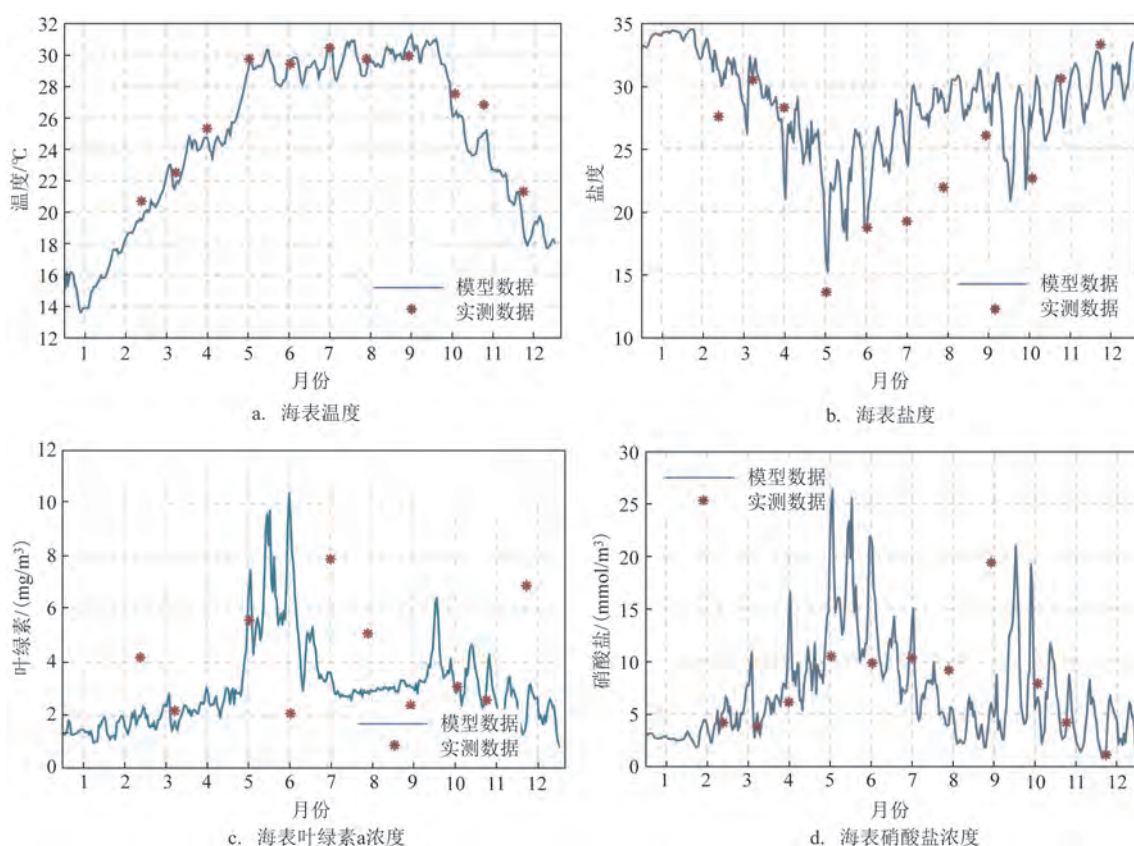 32
30
28
26
24
22
20
18
16
14
12
温度/℃
模型数据
实测数据
1 2 3 4 5 6 7 8 9 10 11 12
月份
a. 海表温度
35
30
25
20
15
10
盐度
模型数据
实测数据
1 2 3 4 5 6 7 8 9 10 11 12
月份
b. 海表盐度
12
10
8
6
4
2
0
叶绿素/(mg/m³)
模型数据
实测数据
1 2 3 4 5 6 7 8 9 10 11 12
月份
c. 海表叶绿素a浓度
30
25
20
15
10
5
0
硝酸盐/(mmol/m³)
模型数据
实测数据
1 2 3 4 5 6 7 8 9 10 11 12
月份
d. 海表硝酸盐浓度